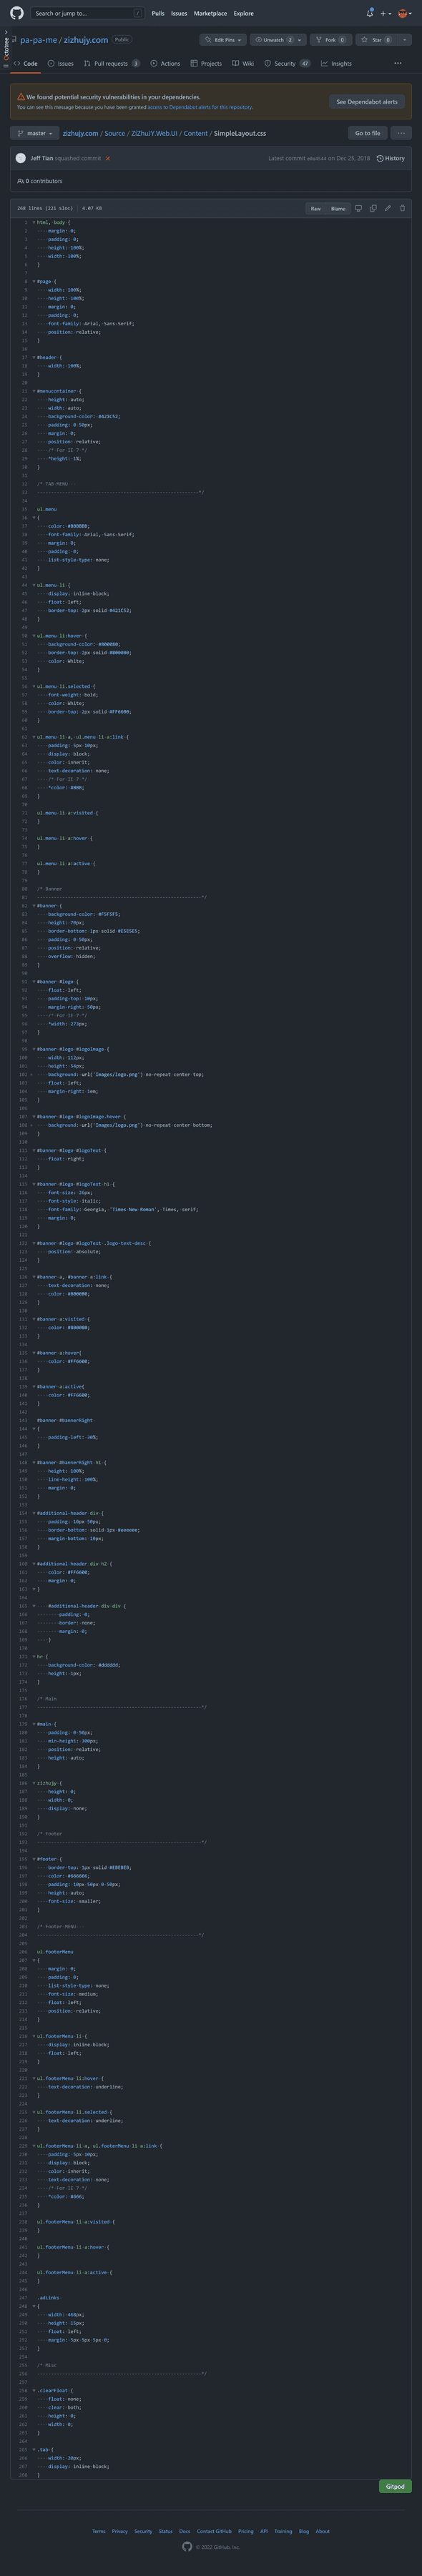 Search or jump to...
/
Pulls
Issues
Marketplace
Explore
Octotree
pa-pa-me / zizhujy.com
Public
Edit Pins
Unwatch 2
Fork 0
Star 0
Code
Issues
Pull requests 3
Actions
Projects
Wiki
Security 47
Insights
We found potential security vulnerabilities in your dependencies.
You can see this message because you have been granted access to Dependabot alerts for this repository.
See Dependabot alerts
master
zizhujy.com / Source / ZiZhuJY.Web.UI / Content / SimpleLayout.css
Go to file
Jeff Tian squashed commit
Latest commit
on Dec 25, 2018
History
0 contributors
268 lines (221 sloc) 4.07 KB
Raw
Blame
html, body {
margin: 0;
padding: 0;
height: 100%;
width: 100%;
}
#page {
width: 100%;
height: 100%;
margin: 0;
padding: 0;
font-family: Arial, Sans-Serif;
position: relative;
}
#header {
width: 100%;
}
#menucontainer {
height: auto;
width: auto;
background-color: #421C52;
padding: 0 50px;
margin: 0;
position: relative;
/* For IE 7 */
*height: 1%;
}
/* TAB MENU
*/
ul.menu
{
font-family: Arial, Sans-Serif;
margin: 0;
padding: 0;
list-style-type: none;
}
ul.menu li {
display: inline-block;
float: left;
border-top: 2px solid #421C52;
}
ul.menu li:hover {
color: White;
}
ul.menu li.selected {
font-weight: bold;
color: White;
border-top: 2px solid #FF6600;
}
ul.menu li a, ul.menu li a:link {
padding: 5px 10px;
display: block;
color: inherit;
text-decoration: none;
/* For IE 7 */
}
ul.menu li a:visited {
}
ul.menu li a:hover {
}
ul.menu li a:active {
}
/* Banner
*/
#banner {
background-color: #F5F5F5;
height: 70px;
border-bottom: 1px solid #E5E5E5;
padding: 0 50px;
position: relative;
overflow: hidden;
}
#banner #logo {
float: left;
padding-top: 10px;
margin-right: 50px;
/* For IE 7 */
*width: 273px;
}
#banner #logo #logoImage {
width: 112px;
height: 54px;
background: url('Images/logo.png') no-repeat center top;
float: left;
margin-right: 1em;
}
#banner #logo #logoImage.hover {
background: url('Images/logo.png') no-repeat center bottom;
}
#banner #logo #logoText {
float: right;
}
#banner #logo #logoText h1 {
font-size: 26px;
font-style: italic;
font-family: Georgia, 'Times New Roman', Times, serif;
margin: 0;
}
#banner #logo #logoText .logo-text-desc {
position: absolute;
}
#banner a, #banner a:link {
text-decoration: none;
color: #800080;
}
#banner a:visited {
color: #800080;
}
#banner a:hover{
color: #FF6600;
}
#banner a:active{
color: #FF6600;
}
#banner #bannerRight
{
padding-left: 30%;
}
#banner #bannerRight h1 {
height: 100%;
line-height: 100%;
margin: 0;
}
#additional-header div {
padding: 10px 50px;
border-bottom: solid 1px #eeeeee;
margin-bottom: 10px;
}
#additional-header div h2 {
color: #FF6600;
margin: 0;
}
#additional-header div div {
padding: 0;
border: none;
margin: 0;
}
hr {
background-color: #dddddd;
height: 1px;
}
/* Main
*/
#main {
padding: 0 50px;
min-height: 300px;
position: relative;
height: auto;
}
zizhujy {
height: 0;
width: 0;
display: none;
}
/* Footer
*/
#footer {
border-top: 1px solid #EBEBEB;
color: #666666;
padding: 10px 50px 0 50px;
height: auto;
font-size: smaller;
}
/* Footer MENU
*/
ul.footerMenu
{
margin: 0;
padding: 0;
list-style-type: none;
font-size: medium;
float: left;
position: relative;
}
ul.footerMenu li {
display: inline-block;
float: left;
}
ul.footerMenu li:hover {
text-decoration: underline;
}
ul.footerMenu li.selected {
text-decoration: underline;
}
ul.footerMenu li a, ul.footerMenu li a:link {
padding: 5px 10px;
display: block;
color: inherit;
text-decoration: none;
/* For IE 7 */
*color: #666;
}
ul.footerMenu li a:visited {
}
ul.footerMenu li a:hover {
}
ul.footerMenu li a:active {
}
.adLinks
{
width: 468px;
height: 15px;
float: left;
margin: 5px 5px 5px 0;
}
/* Misc
*/
.clearFloat {
float: none;
clear: both;
height: 0;
width: 0;
}
.tab {
width: 30px;
display: inline-block;
}
Gitpod
Terms
Privacy
Security
Status
Docs
Contact GitHub
Pricing
API
Training
Blog
About
© 2022 GitHub, Inc.